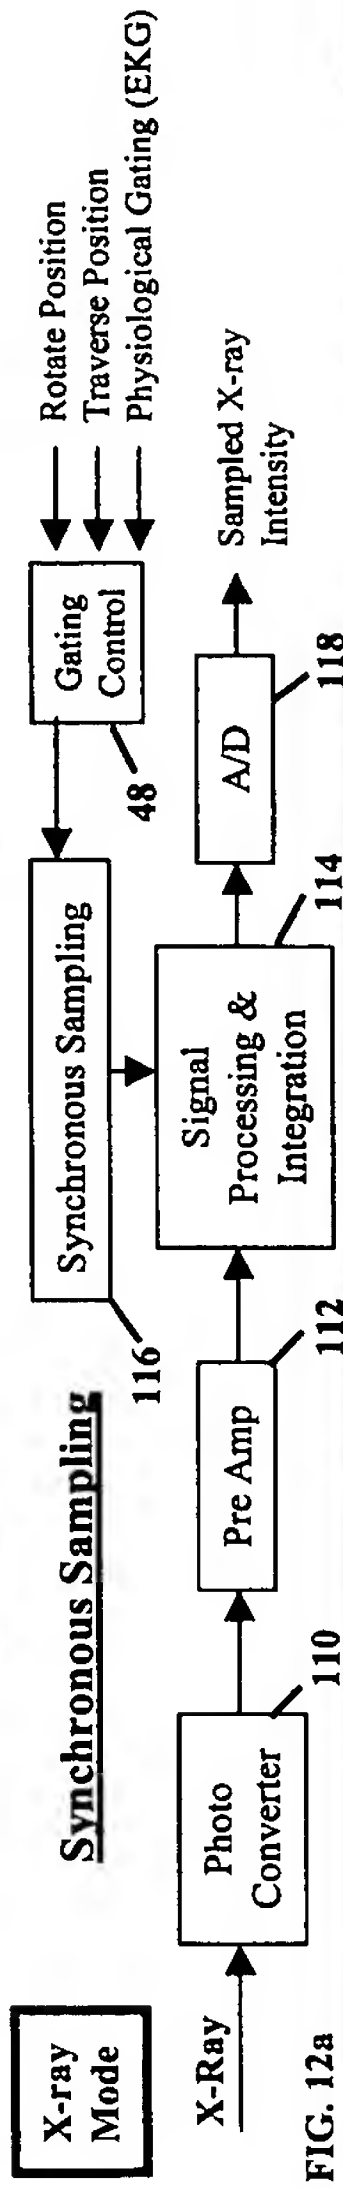 X-ray
Mode
Synchronous Sampling
Synchronous Sampling
116
Gating
Control
48
Rotate Position
Traverse Position
Physiological Gating (EKG)
X-Ray
Photo
Converter
110
Pre Amp
112
Signal
Processing &
Integration
114
A/D
118
Sampled X-ray
Intensity
FIG. 12a